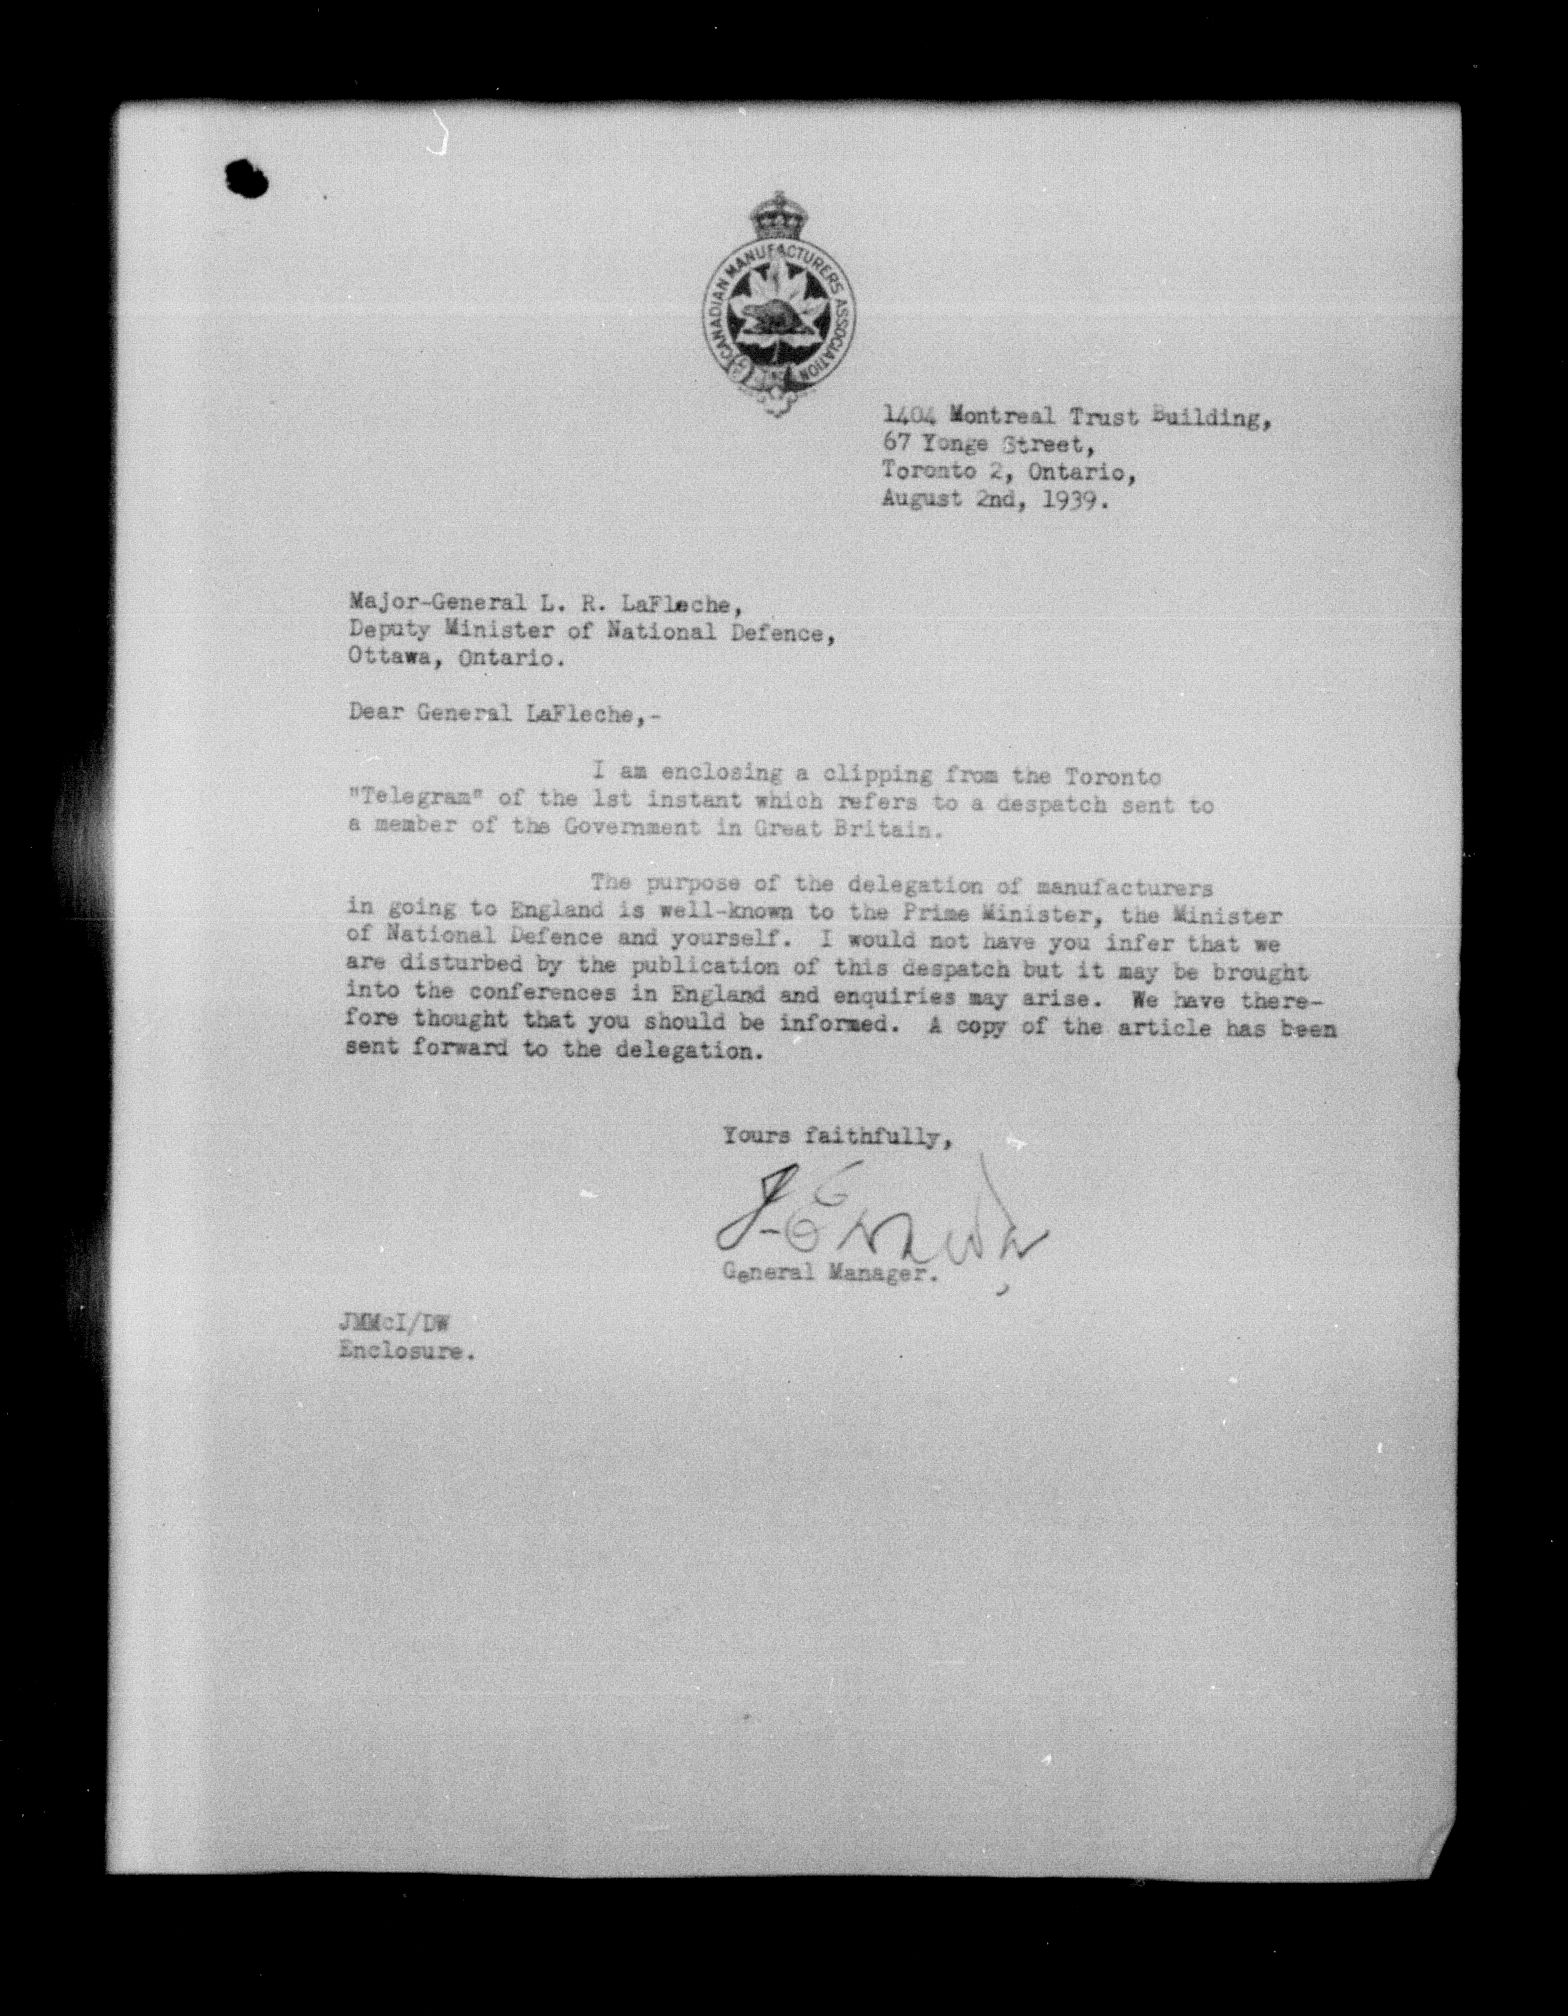 CANADIAN MANUFACTURERS ASSOCIATION
1404 Montreal Trust Building,
67 Yonge Street,
Toronto 2, Ontario,
August 2nd, 1939.
Major-General L. R. LaFleche,
Deputy Minister of National Defence,
Ottawa, Ontario.
Dear General LaFleche,-
I am enclosing a clipping from the Toronto
"Telegram" of the 1st instant which refers to a despatch sent to
a member of the Government in Great Britain.
The purpose of the delegation of manufacturers
in going to England is well-known to the Prime Minister, the Minister
of National Defence and yourself. I would not have you infer that we
are disturbed by the publication of this despatch but it may be brought
into the conferences in England and enquiries may arise. We have there-
fore thought that you should be informed. A copy of the article has been
sent forward to the delegation.
Yours faithfully,
General Manager.
JMMcI/DW
Enclosure.